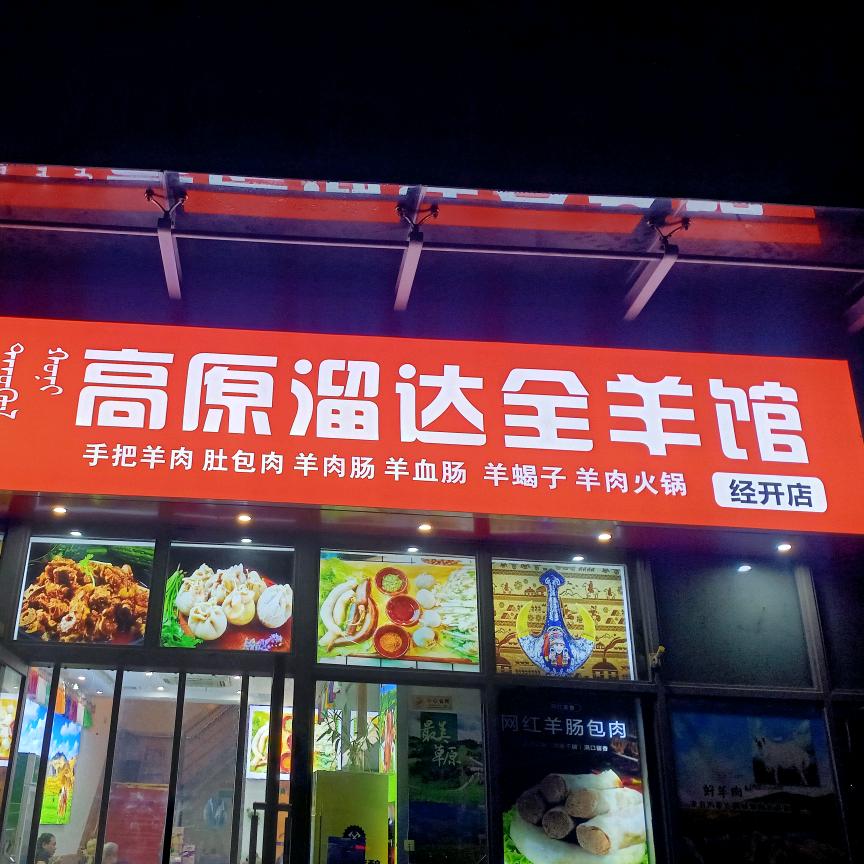 高原溜达全羊馆
手把羊肉 肚包肉 羊肉肠 羊血肠 羊蝎子 羊肉火锅
经开店
网红羊肠包肉
最美
草原
好羊肉